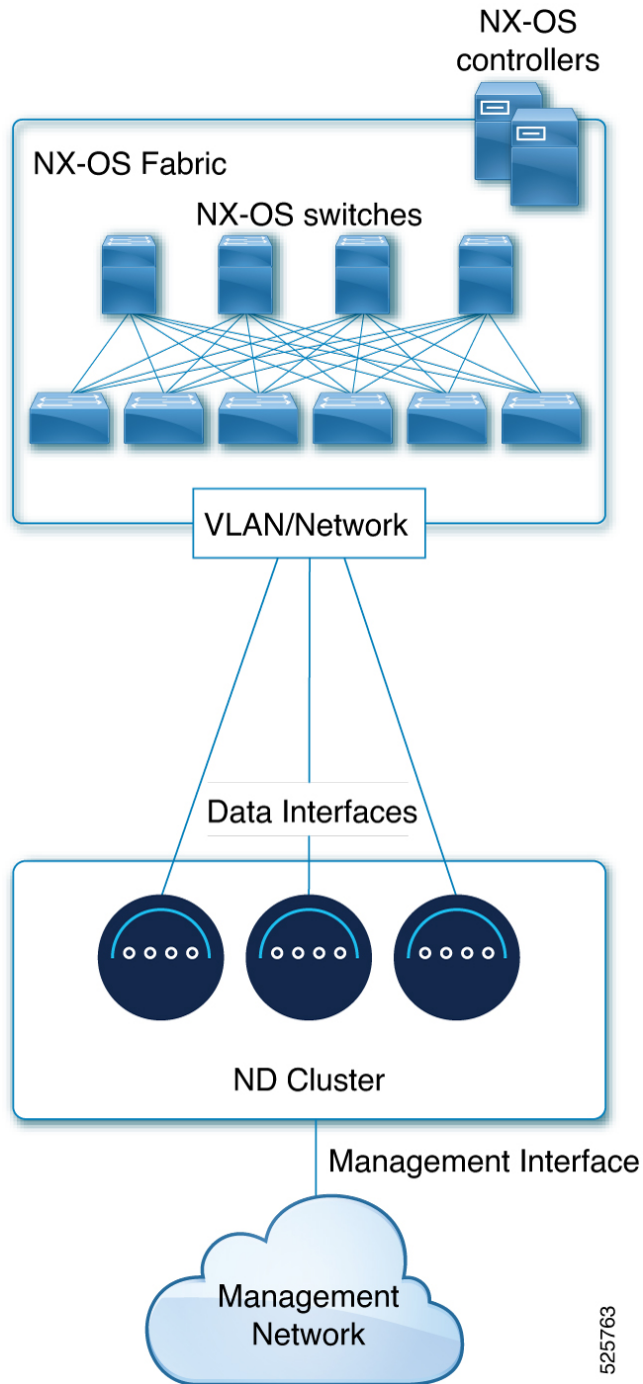 NX-OS
controllers
NX-OS Fabric
NX-OS switches
VLAN/Network
Data Interfaces
ND Cluster
Management Interface
Management
Network
525763